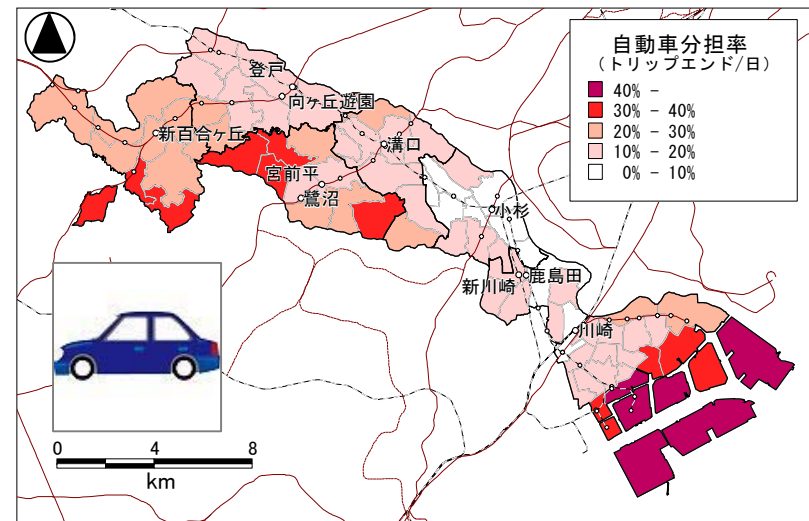 自動車分担率
(トリップエンド/日)
40% -
30% - 40%
20% - 30%
10% - 20%
0% - 10%
登戸
向ヶ丘遊園
新百合ヶ丘
溝口
宮前平
鷺沼
小杉
新川崎
鹿島田
川崎
0 4 8
km